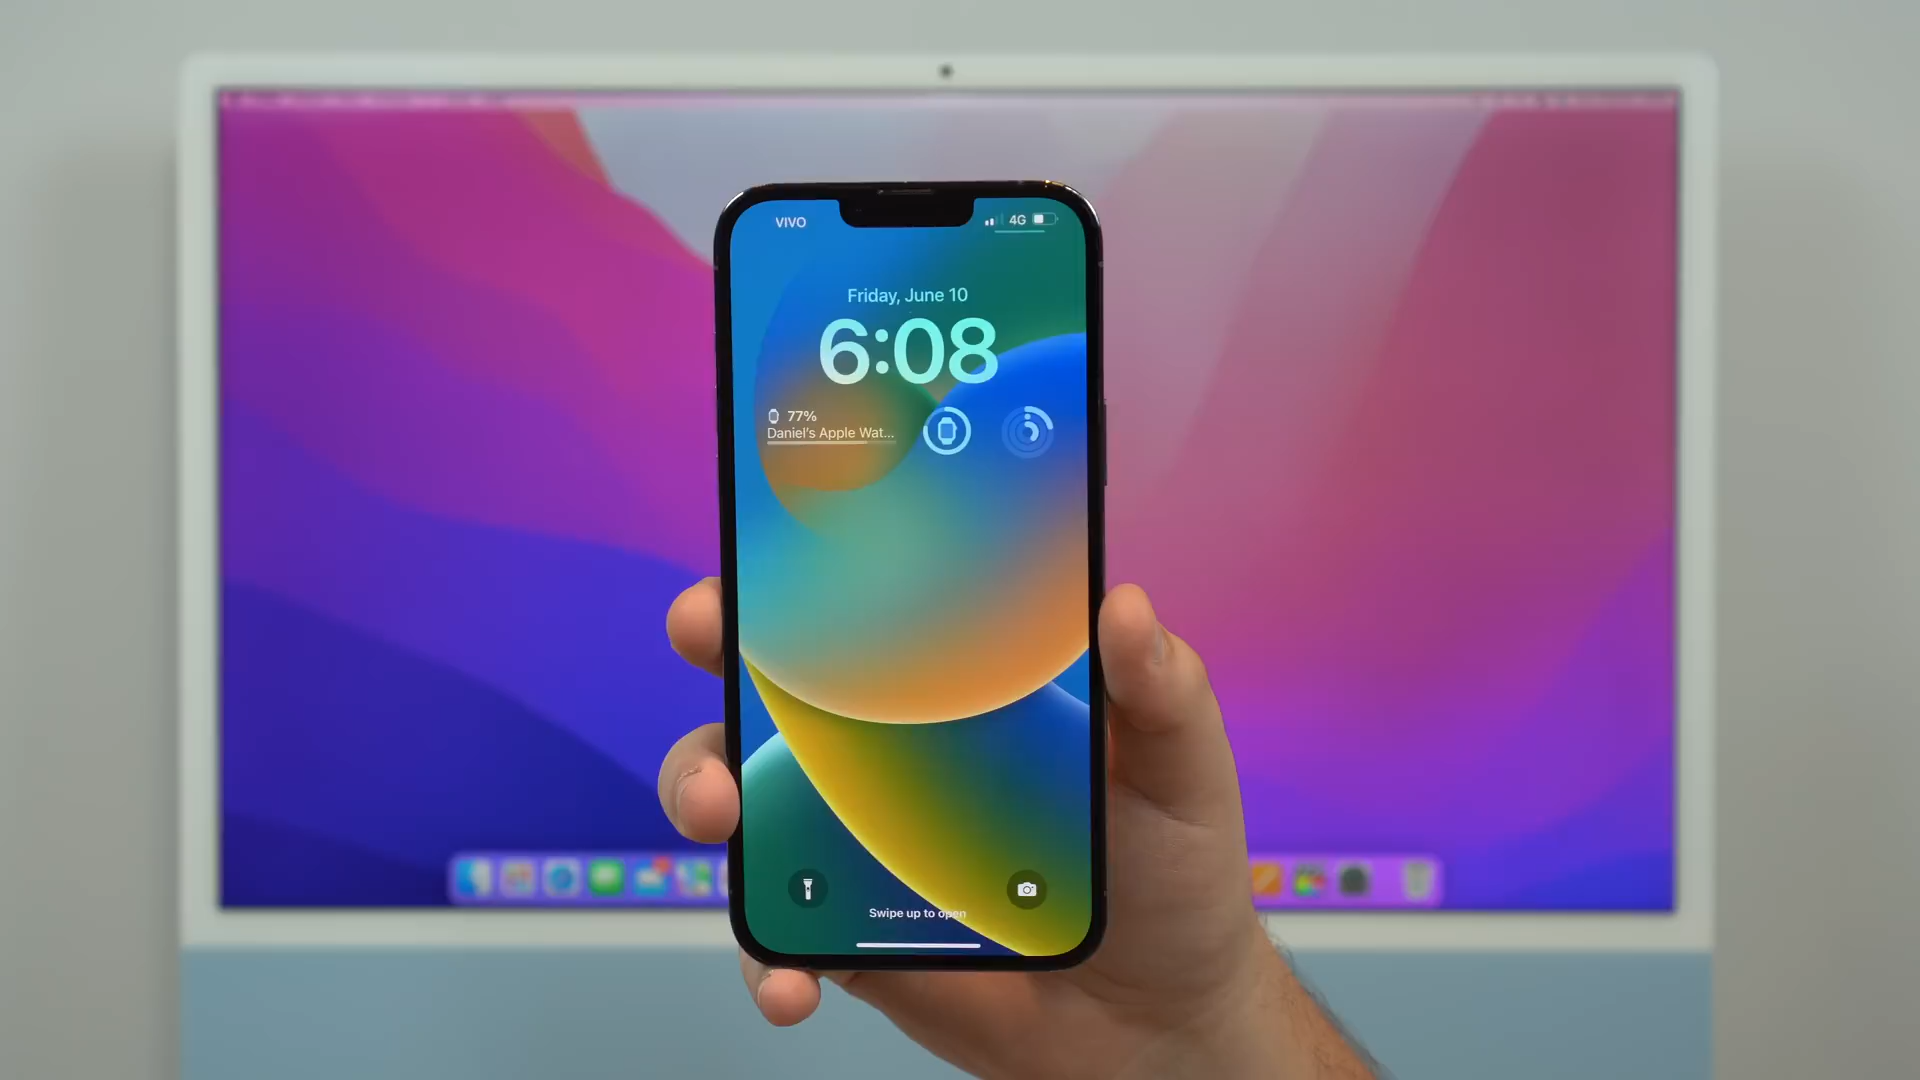 VIVO
4G
Friday, June 10
6:08
77%
Daniel's Apple Wat...
Swipe up to open